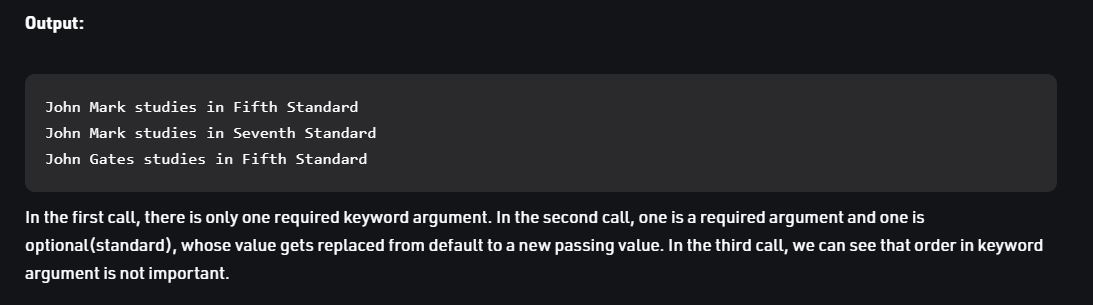 Output:
John Mark studies in Fifth Standard
John Mark studies in Seventh Standard
John Gates studies in Fifth Standard
In the first call, there is only one required keyword argument. In the second call, one is a required argument and one is
optional(standard), whose value gets replaced from default to a new passing value. In the third call, we can see that order in keyword
argument is not important.